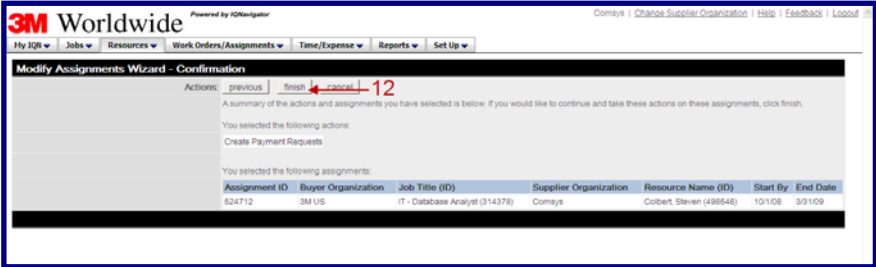 3M Worldwide Powered by IQNavigator
Comsys | Change Supplier Organization | Help | Feedback | Logout
My IQN Jobs Resources Work Orders/Assignments Time/Expense Reports Set Up
Modify Assignments Wizard - Confirmation
Actions: previous finish cancel 12
A summary of the actions and assignments you have selected is below. If you would like to continue and take these actions on these assignments, click finish.
You selected the following actions:
Create Payment Requests
You selected the following assignments:
Assignment ID Buyer Organization Job Title (ID) Supplier Organization Resource Name (ID) Start By End Date
524712 3M US IT - Database Analyst (314378) Comsys Colbert, Steven (498546) 10/1/08 3/31/09